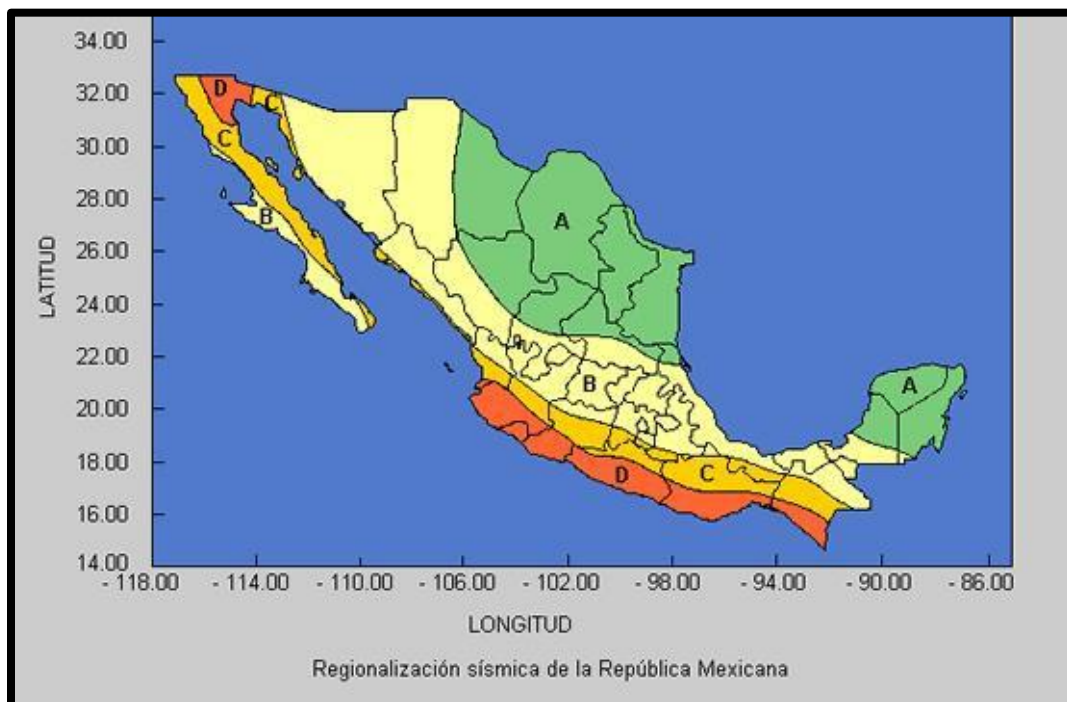 34.00
32.00
30.00
28.00
26.00
24.00
22.00
20.00
18.00
16.00
14.00
LATITUD
D
C
C
B
A
B
A
C
D
- 118.00 - 114.00 - 110.00 - 106.00 - 102.00 - 98.00 - 94.00 - 90.00 - 86.00
LONGITUD
Regionalización sísmica de la República Mexicana